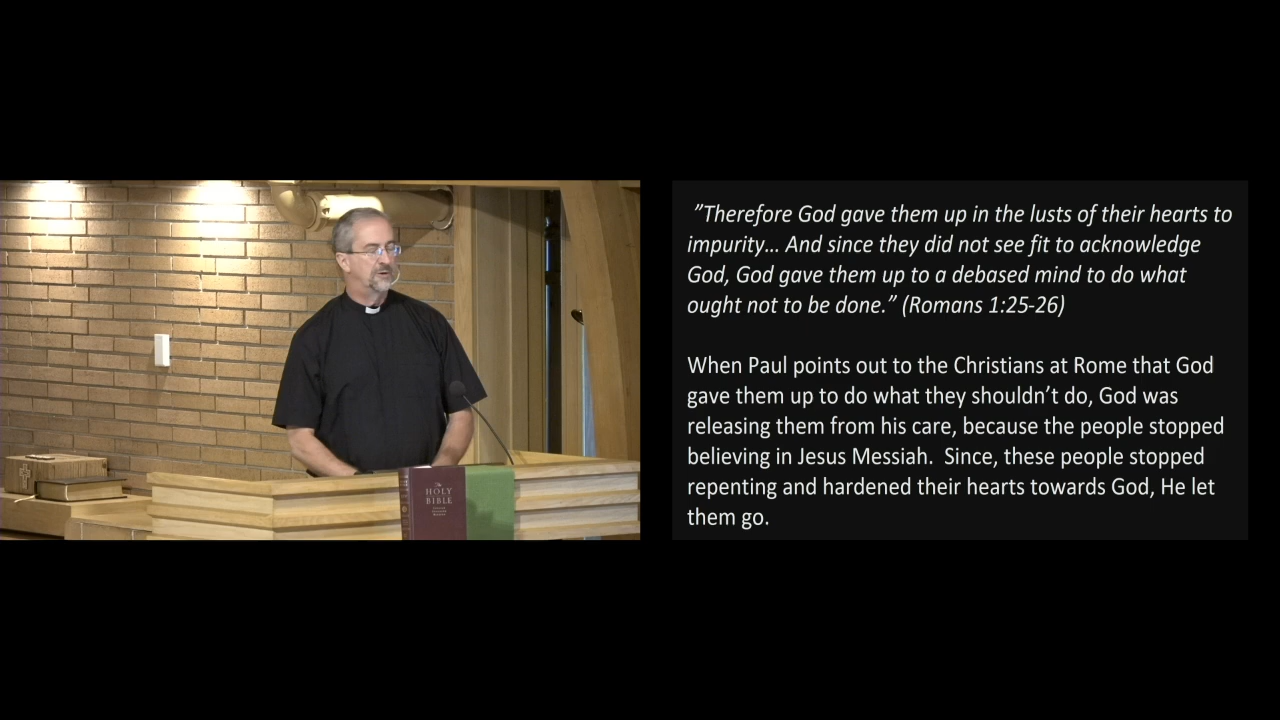 The
HOLY
BIBLE
”Therefore God gave them up in the lusts of their hearts to
impurity… And since they did not see fit to acknowledge
God, God gave them up to a debased mind to do what
ought not to be done.” (Romans 1:25-26)
When Paul points out to the Christians at Rome that God
gave them up to do what they shouldn’t do, God was
releasing them from his care, because the people stopped
believing in Jesus Messiah.  Since, these people stopped
repenting and hardened their hearts towards God, He let
them go.